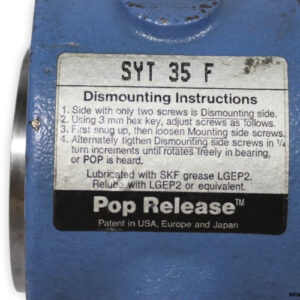 SYT 35 F
Dismounting Instructions
1. Side with only two screws is Dismounting side.
2. Using 3 mm hex key, adjust screws as follows.
3. First snug up, then loosen Mounting side screws.
4. Alternately tigthen Dismounting side screws in ¼
turn increments until rotates freely in bearing,
or POP is heard.
Lubricated with SKF grease LGEP2.
Relube with LGEP2 or equivalent.
Pop Release™
Patent in USA, Europe and Japan